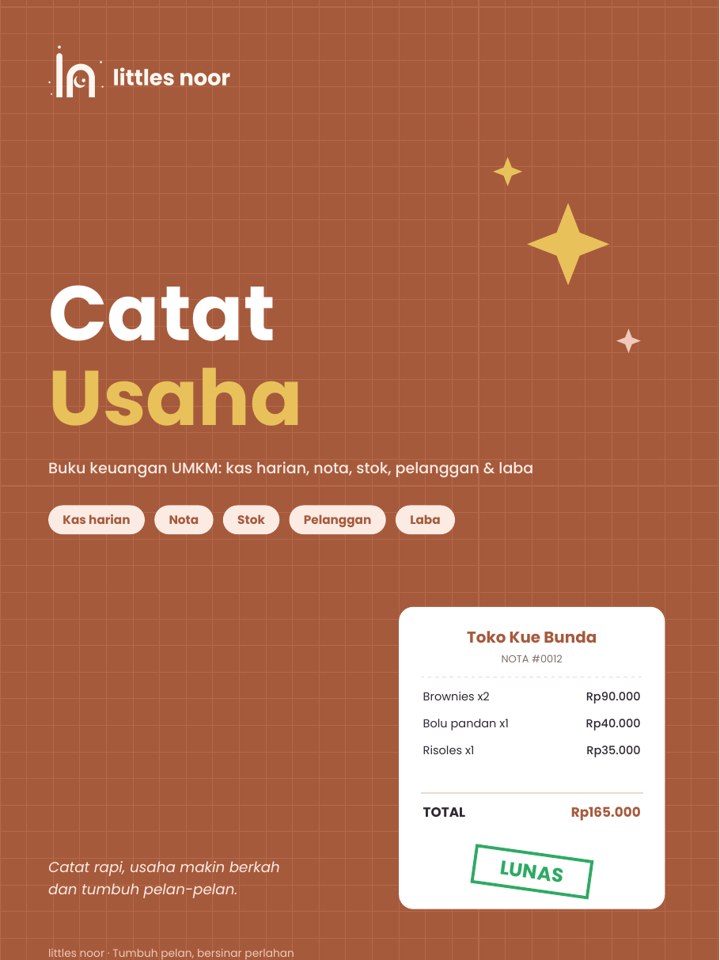 littles noor
Catat
Usaha
Buku keuangan UMKM: kas harian, nota, stok, pelanggan & laba
Kas harian Nota Stok Pelanggan Laba
Toko Kue Bunda
NOTA #0012
Brownies x2 Rp90.000
Bolu pandan x1 Rp40.000
Risoles x1 Rp35.000
TOTAL Rp165.000
LUNAS
Catat rapi, usaha makin berkah
dan tumbuh pelan-pelan.
littles noor · Tumbuh pelan, bersinar perlahan